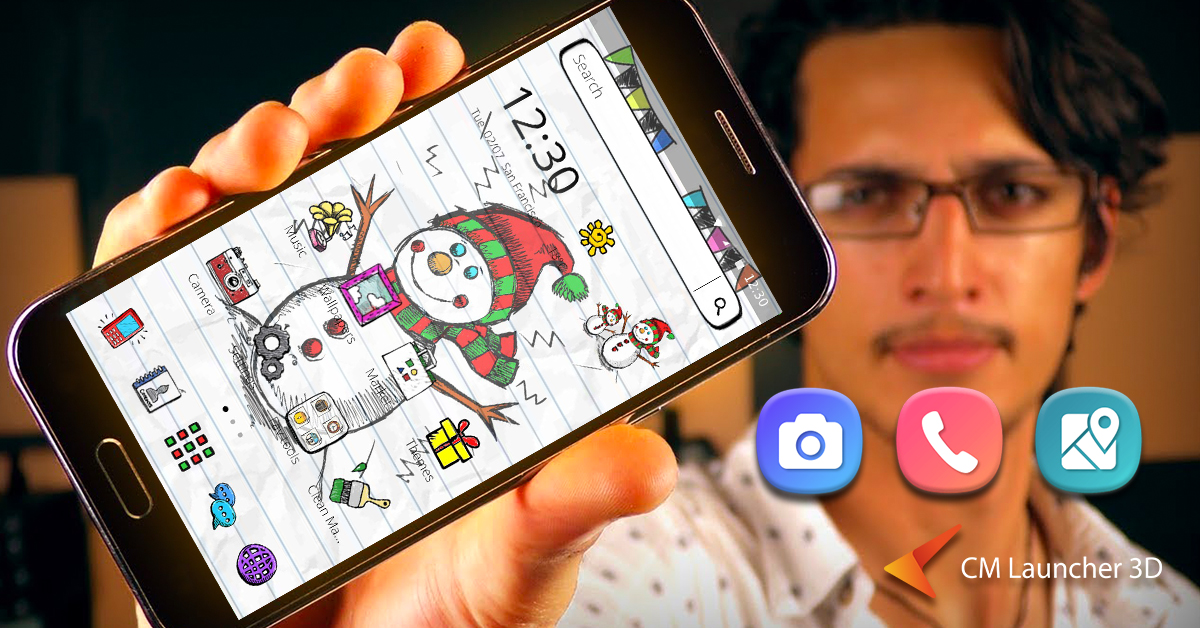 Search
12:30
12:30
Tue, 02/07 San Francis
Music
Camera
Wallpapers
Market
Themes
Tools
Clean Ma...
CM Launcher 3D